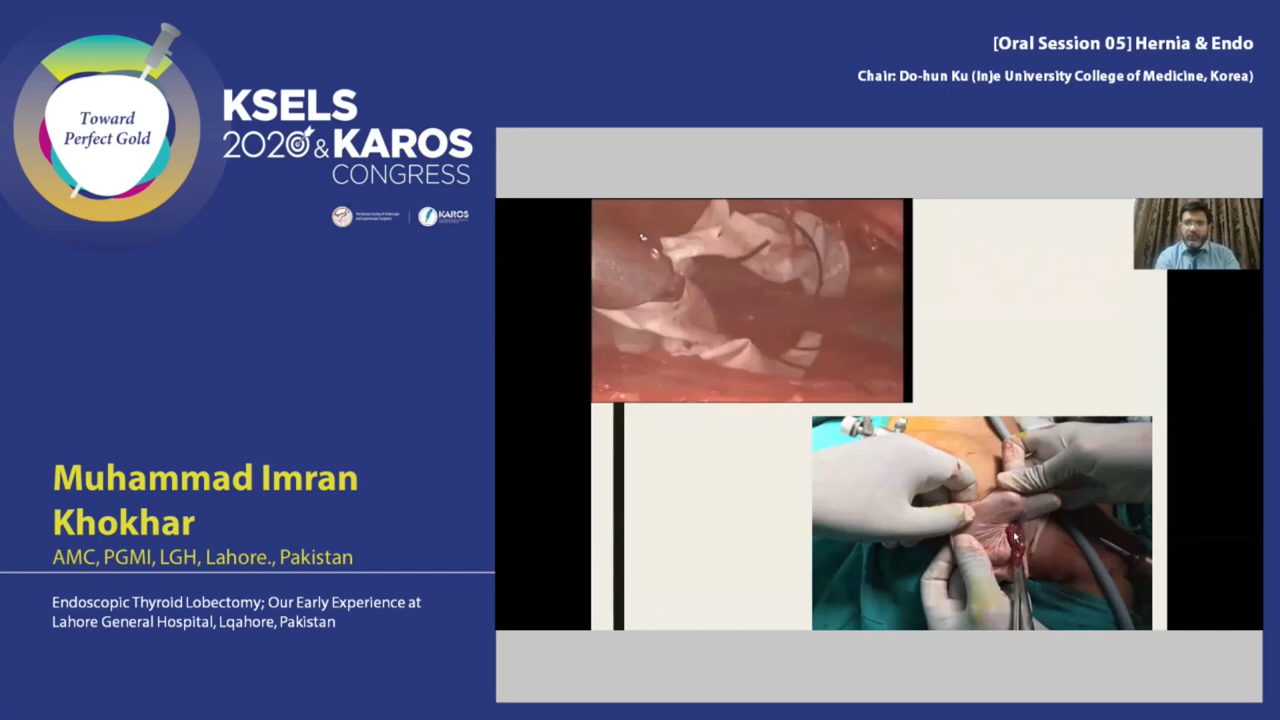 [Oral Session 05] Hernia & Endo
Chair: Do-hun Ku (Inje University College of Medicine, Korea)
Toward
Perfect Gold
KSELS
2020 & KAROS
CONGRESS
KAROS
Muhammad Imran
Khokhar
AMC, PGMI, LGH, Lahore., Pakistan
Endoscopic Thyroid Lobectomy; Our Early Experience at
Lahore General Hospital, Lqahore, Pakistan